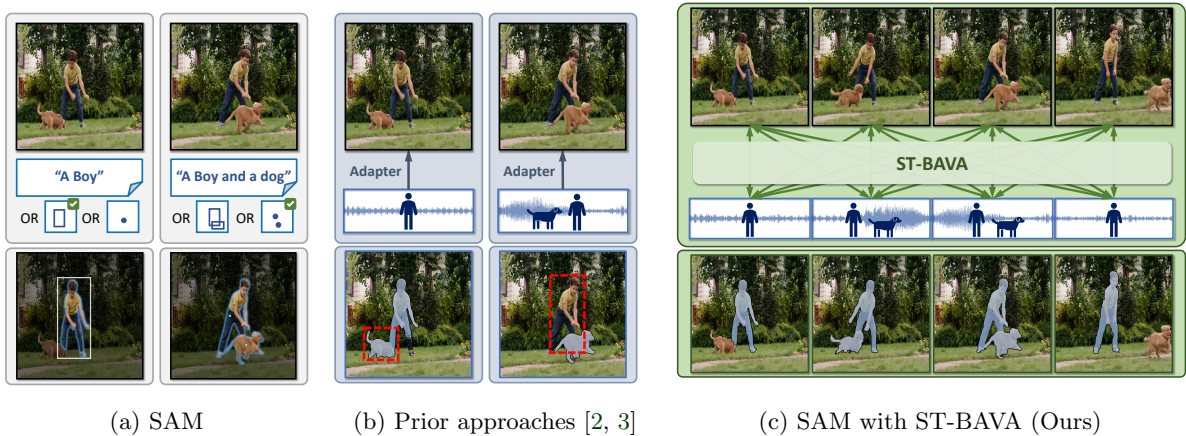 “A Boy”
“A Boy and a dog”
OR OR
OR OR
Adapter
Adapter
ST-BAVA
(a) SAM
(b) Prior approaches [2, 3]
(c) SAM with ST-BAVA (Ours)